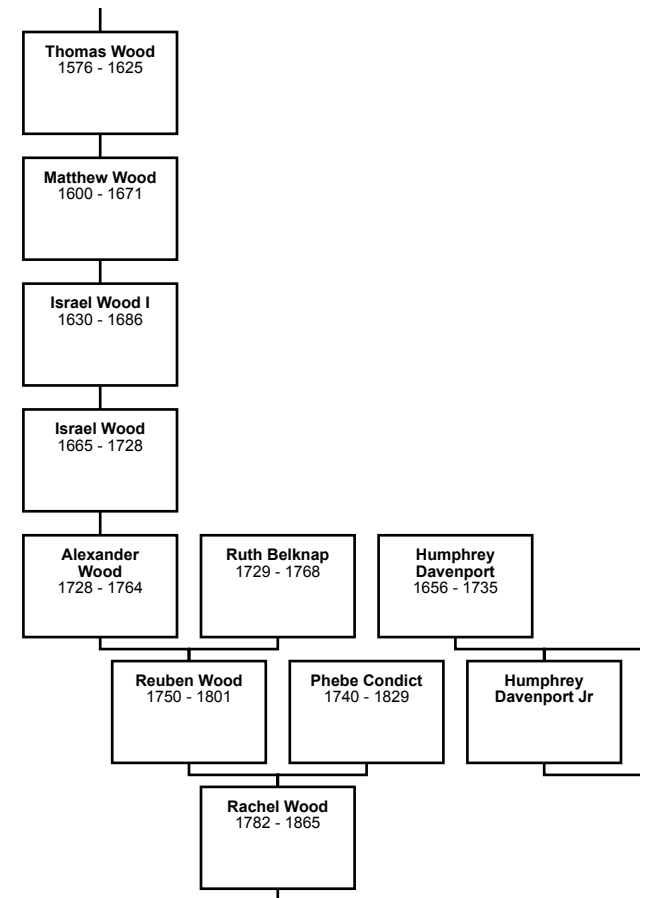 Thomas Wood
1576 - 1625
Matthew Wood
1600 - 1671
Israel Wood I
1630 - 1686
Israel Wood
1665 - 1728
Alexander
Wood
1728 - 1764
Ruth Belknap
1729 - 1768
Humphrey
Davenport
1656 - 1735
Reuben Wood
1750 - 1801
Phebe Condict
1740 - 1829
Humphrey
Davenport Jr
Rachel Wood
1782 - 1865